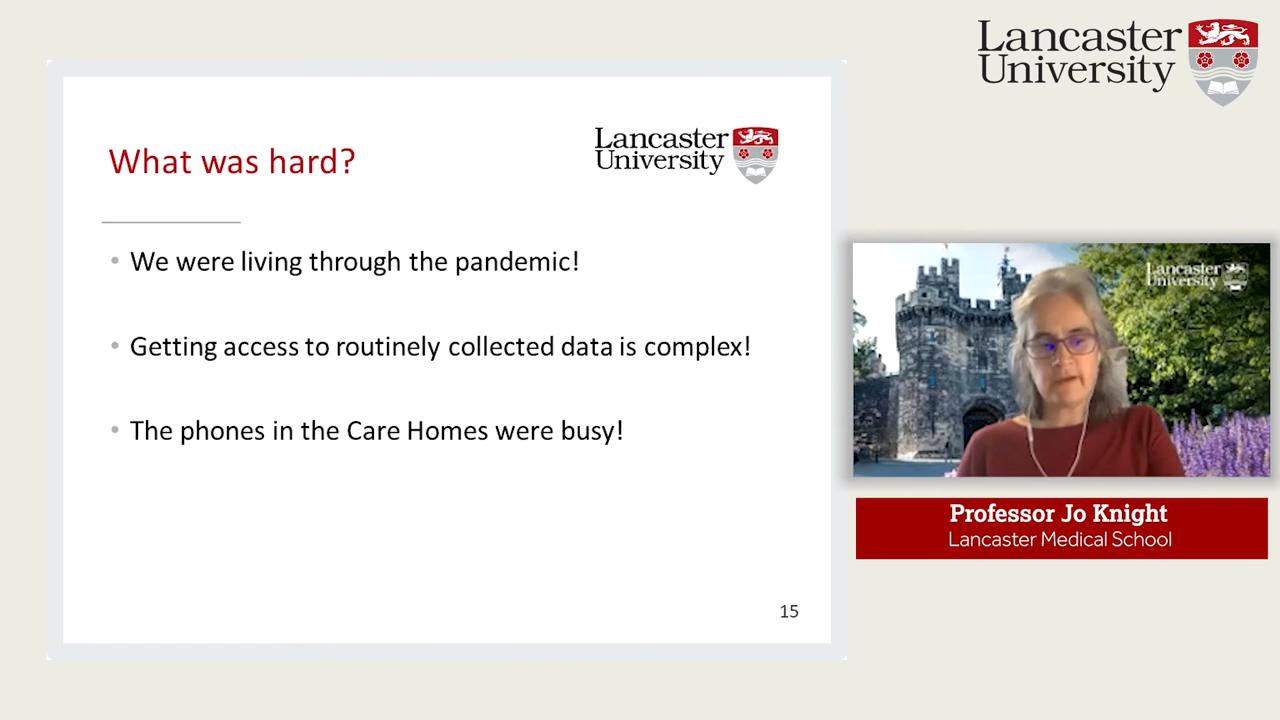 Lancaster
University
What was hard?
Lancaster
University
• We were living through the pandemic!
• Getting access to routinely collected data is complex!
• The phones in the Care Homes were busy!
15
Lancaster
University
Professor Jo Knight
Lancaster Medical School